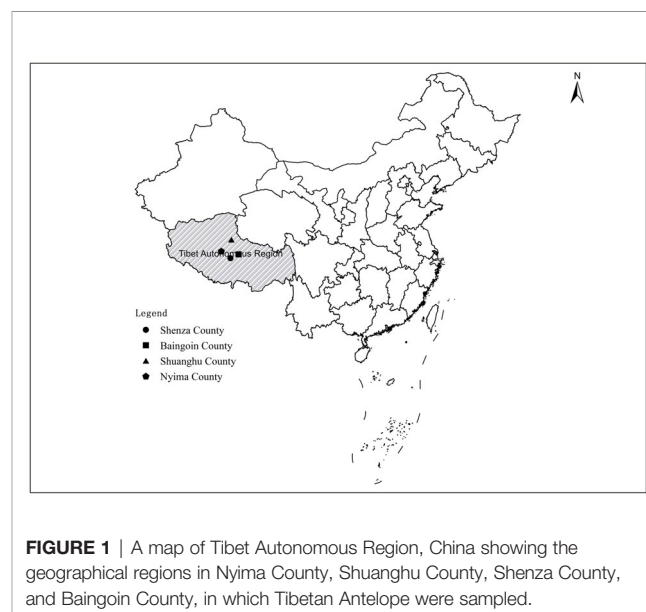 N
Tibet Autonomous Region
Legend
Shenza County
Baingoin County
Shuanghu County
Nyima County
FIGURE 1 | A map of Tibet Autonomous Region, China showing the
geographical regions in Nyima County, Shuanghu County, Shenza County,
and Baingoin County, in which Tibetan Antelope were sampled.